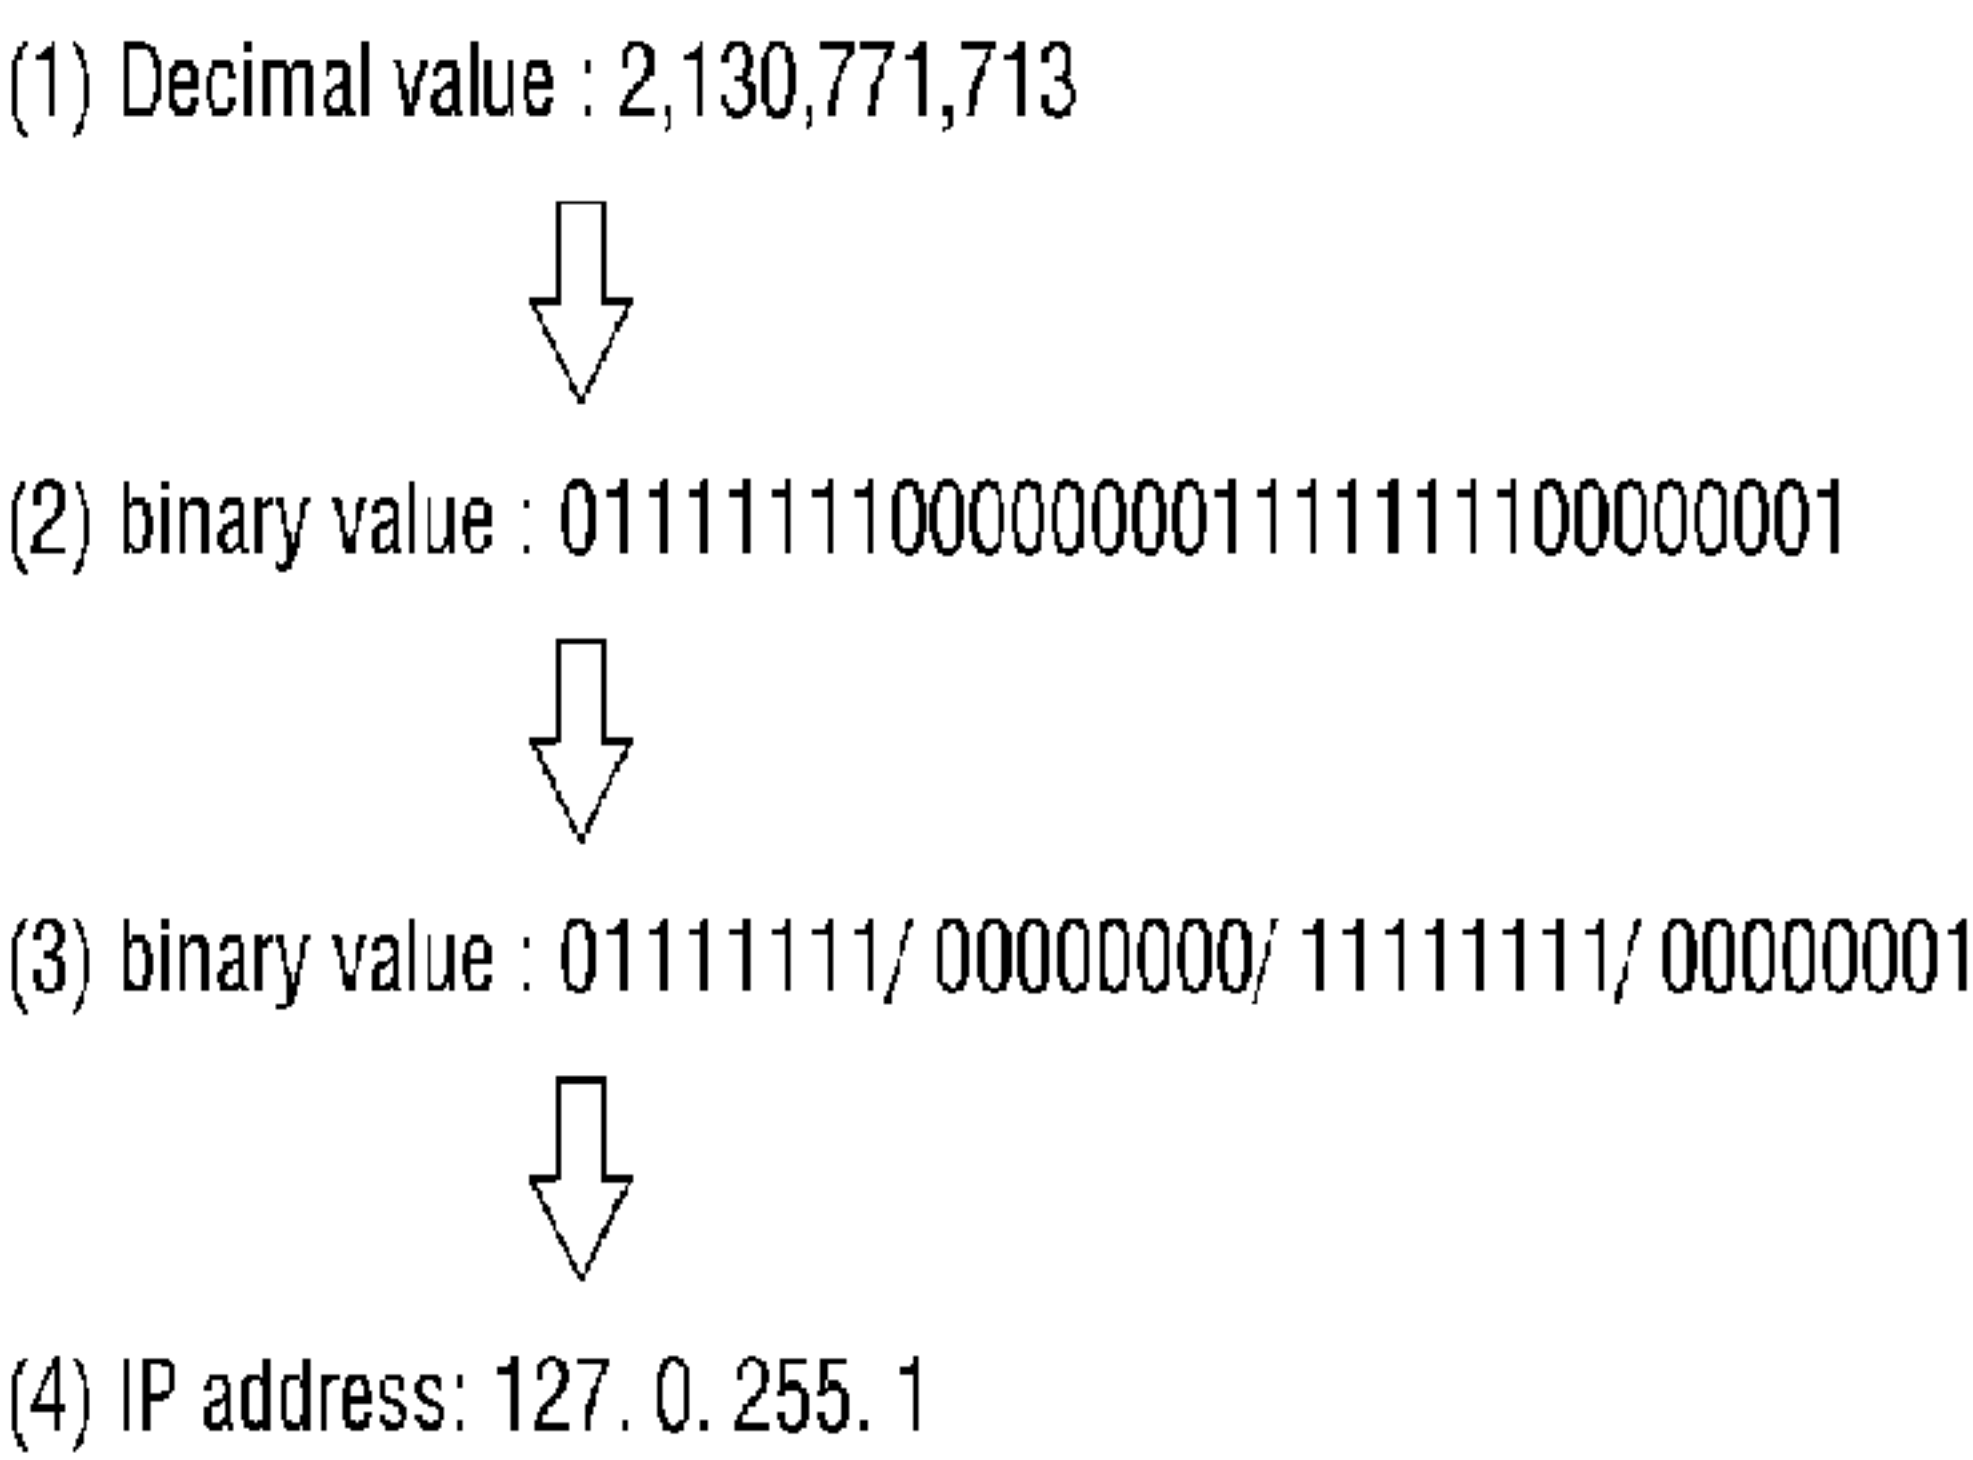 (1) Decimal value : 2,130,771,713
(2) binary value : 01111111000000001111111100000001
(3) binary value : 01111111/ 00000000/ 11111111/ 00000001
(4) IP address: 127. 0. 255. 1